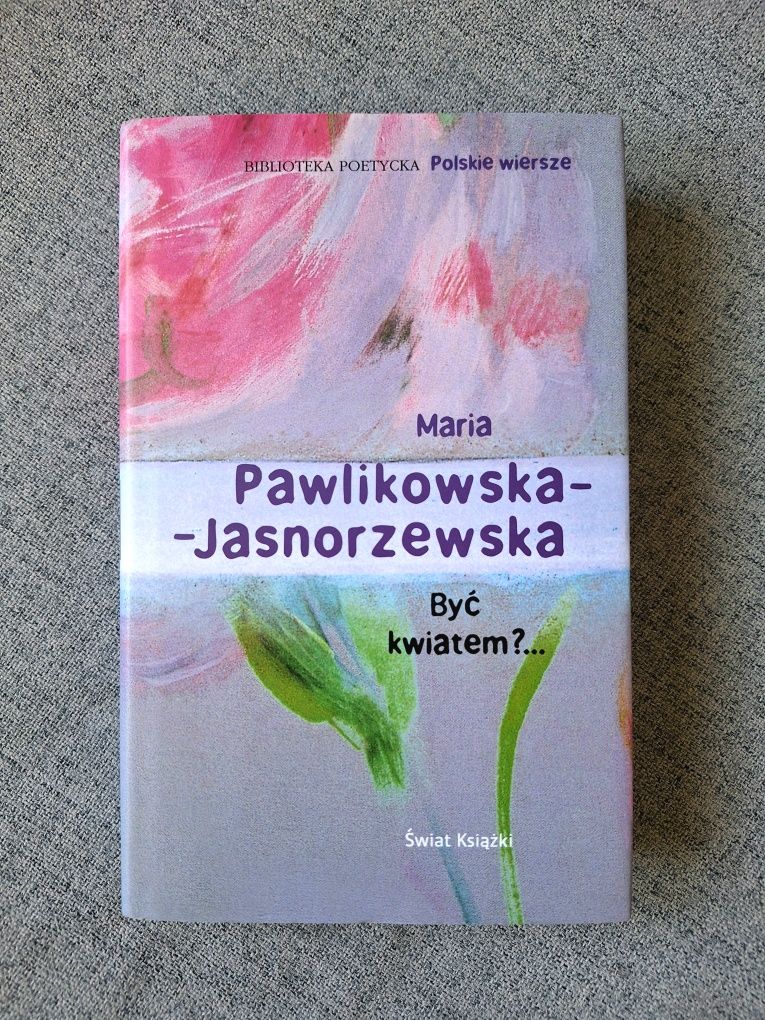 BIBLIOTEKA POETYCKA Polskie wiersze
Maria
Pawlikowska-
-Jasnorzewska
Być
kwiatem?...
Świat Książki